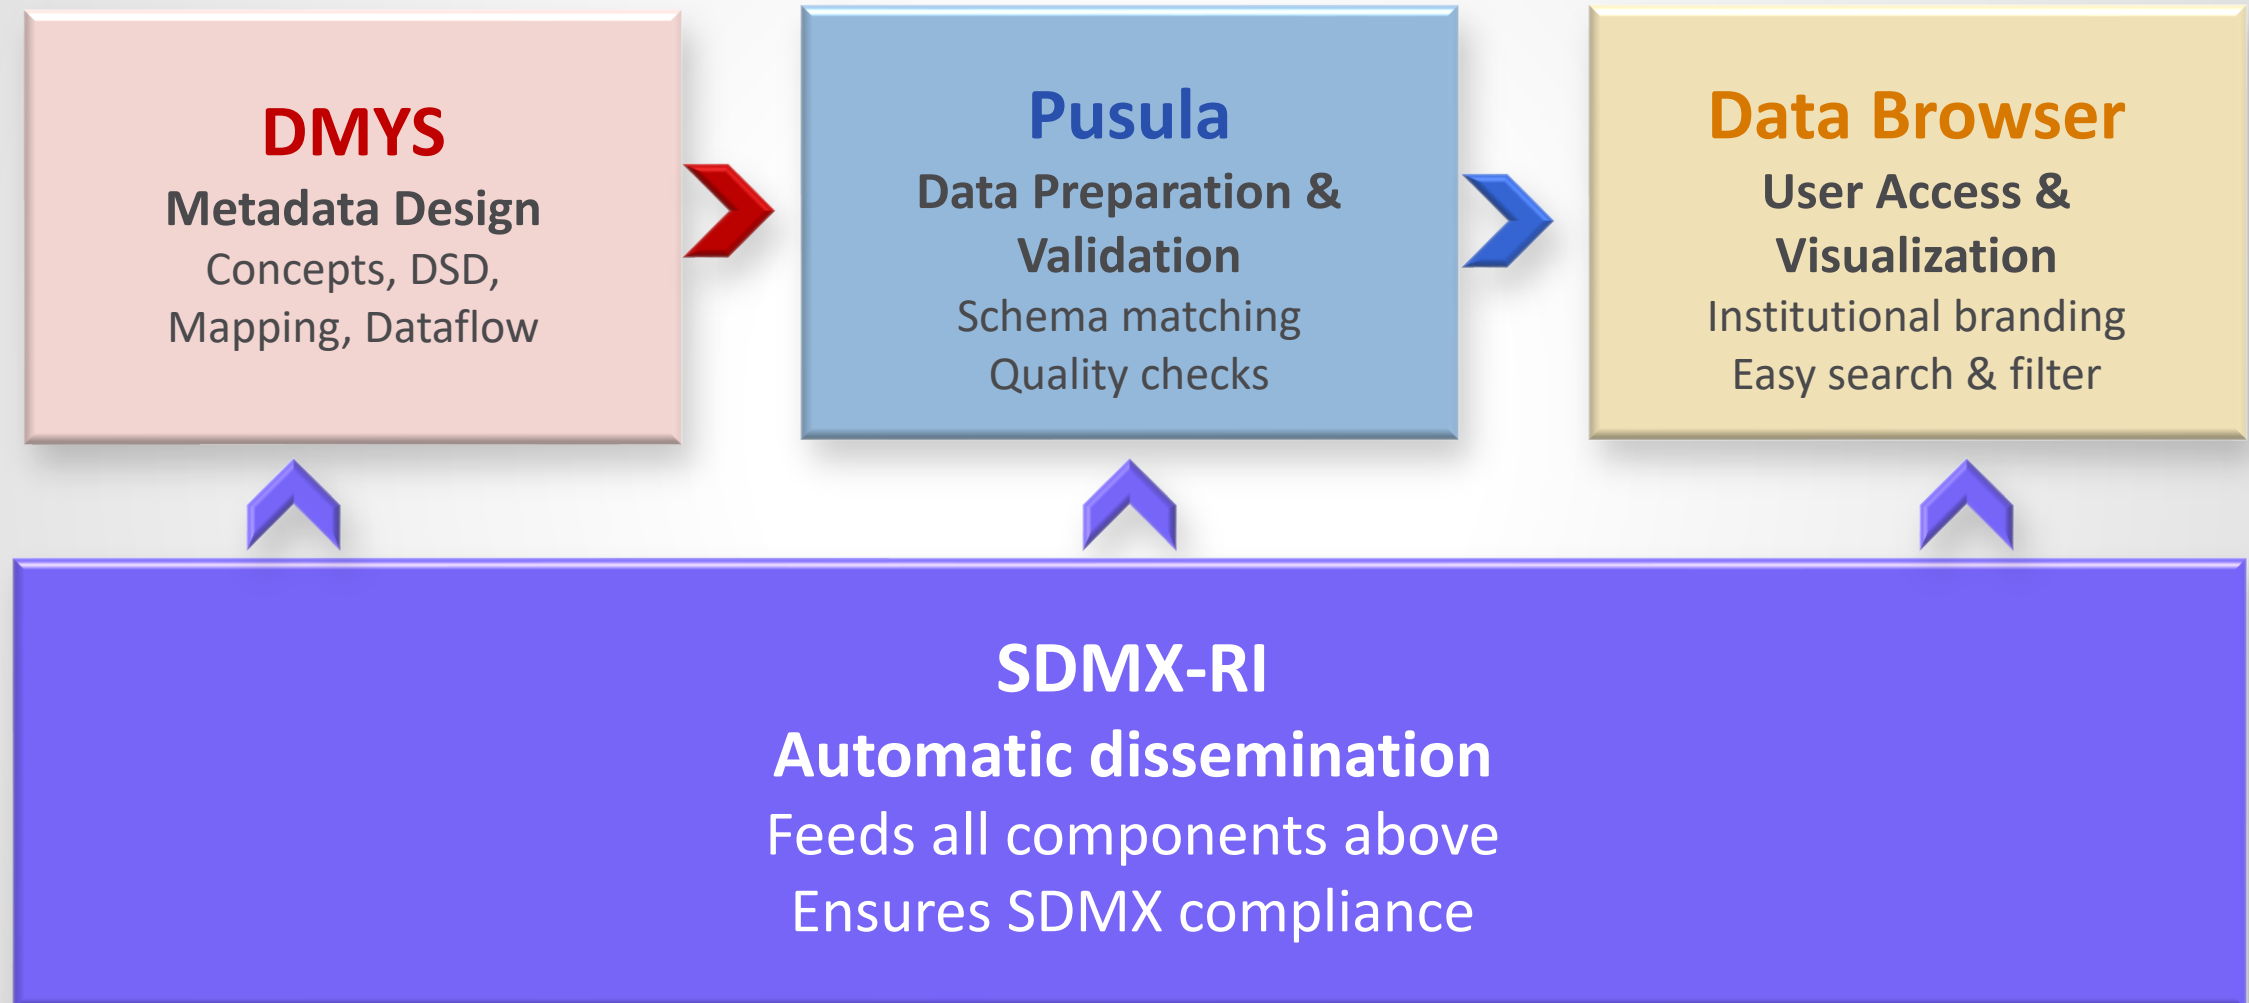 DMYS
Metadata Design
Concepts, DSD,
Mapping, Dataflow
Pusula
Data Preparation &
Validation
Schema matching
Quality checks
Data Browser
User Access &
Visualization
Institutional branding
Easy search & filter
SDMX-RI
Automatic dissemination
Feeds all components above
Ensures SDMX compliance